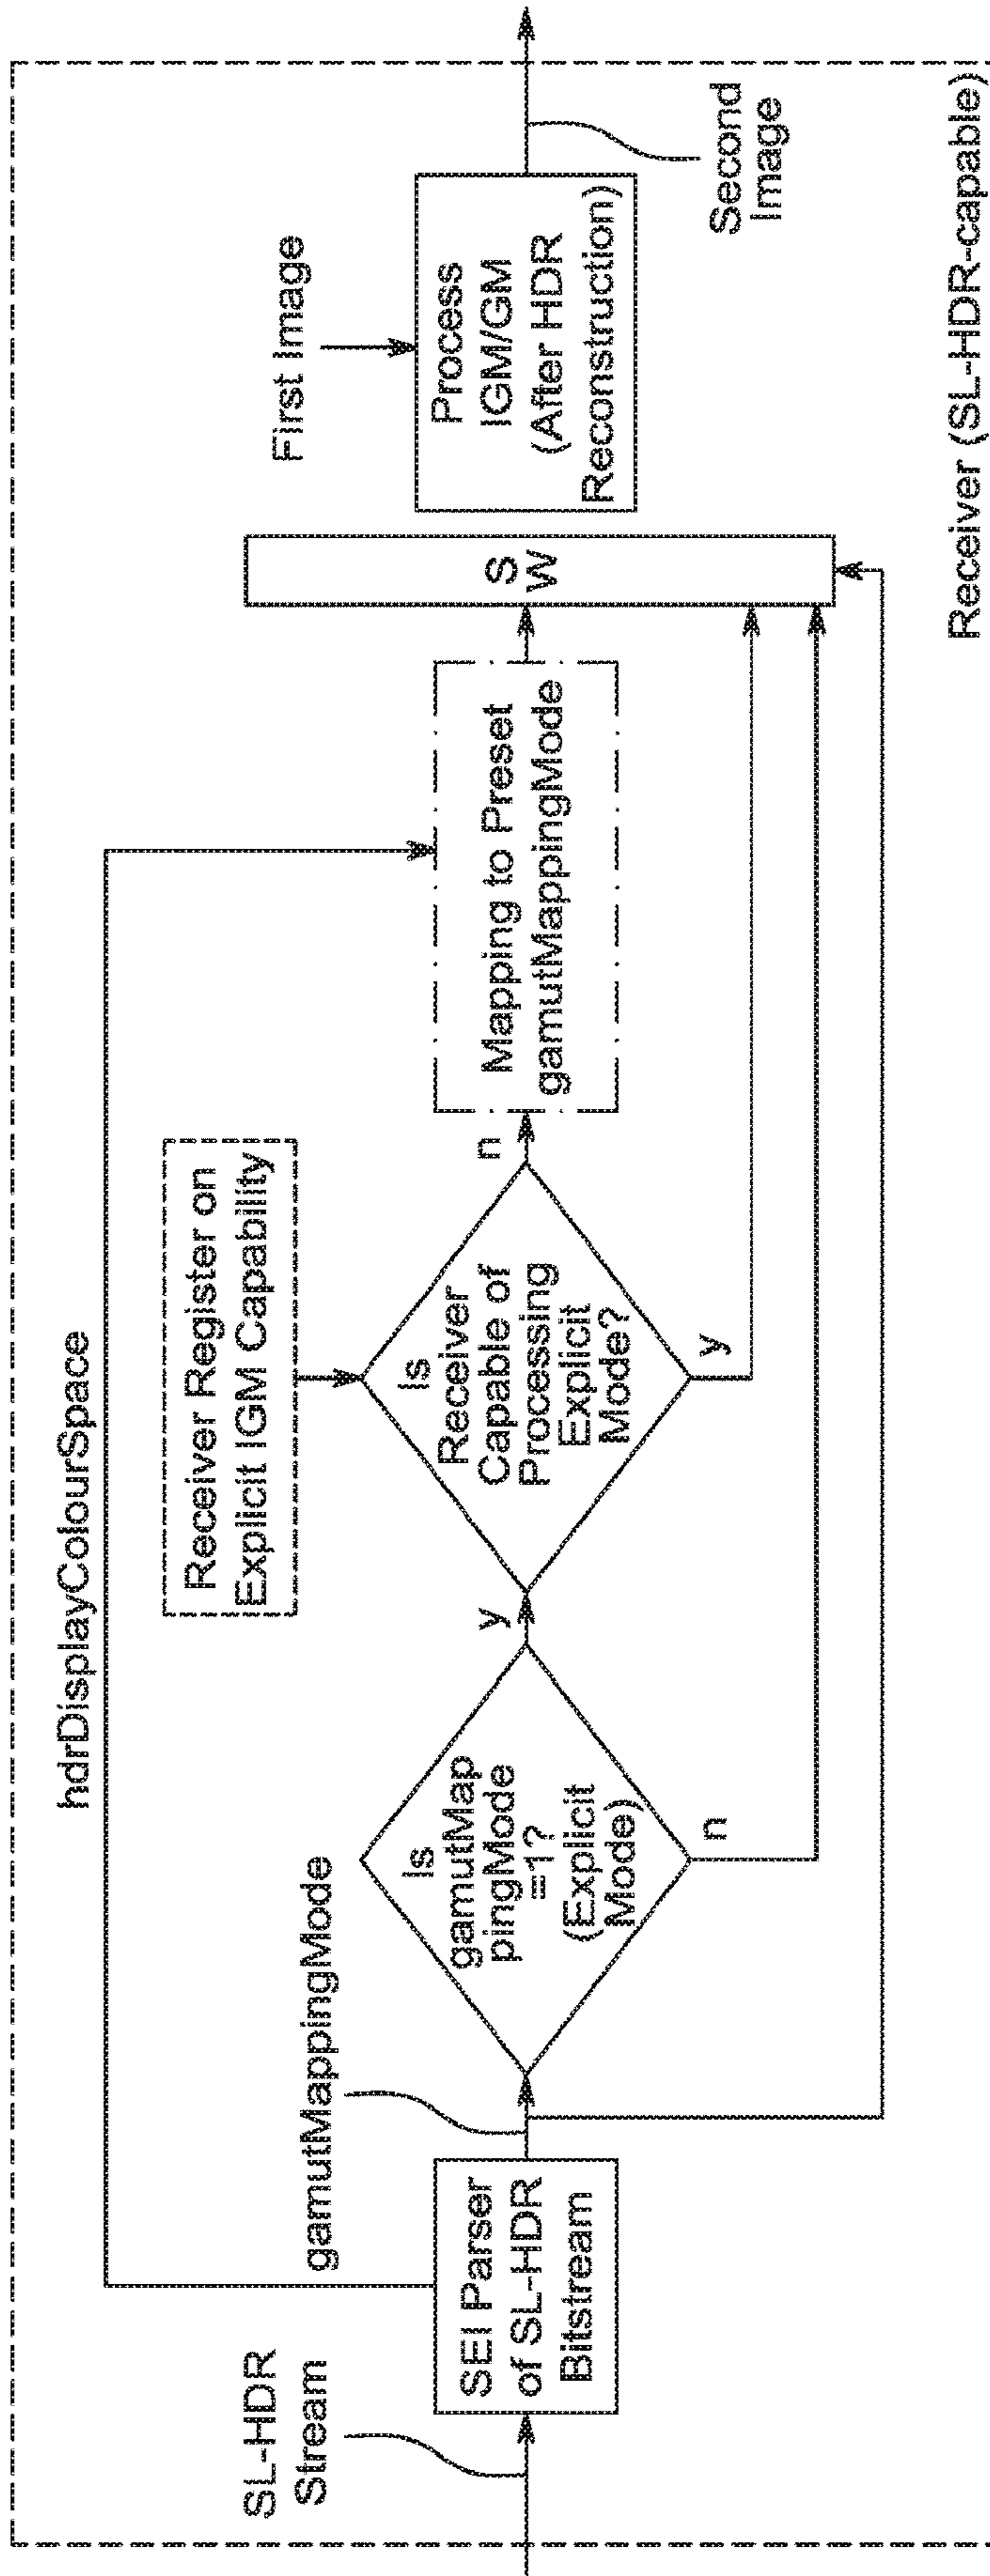 SL-HDR
Stream
SEI Parser
of SL-HDR
Bitstream
gamutMappingMode
hdrDisplayColourSpace
Is
gamutMap
pingMode
=1?
(Explicit
Mode)
y
n
Receiver Register on
Explicit IGM Capability
Is
Receiver
Capable of
Processing
Explicit
Mode?
n
y
Mapping to Preset
gamutMappingMode
S
W
First Image
Process
IGM/GM
(After HDR
Reconstruction)
Second
Image
Receiver (SL-HDR-capable)